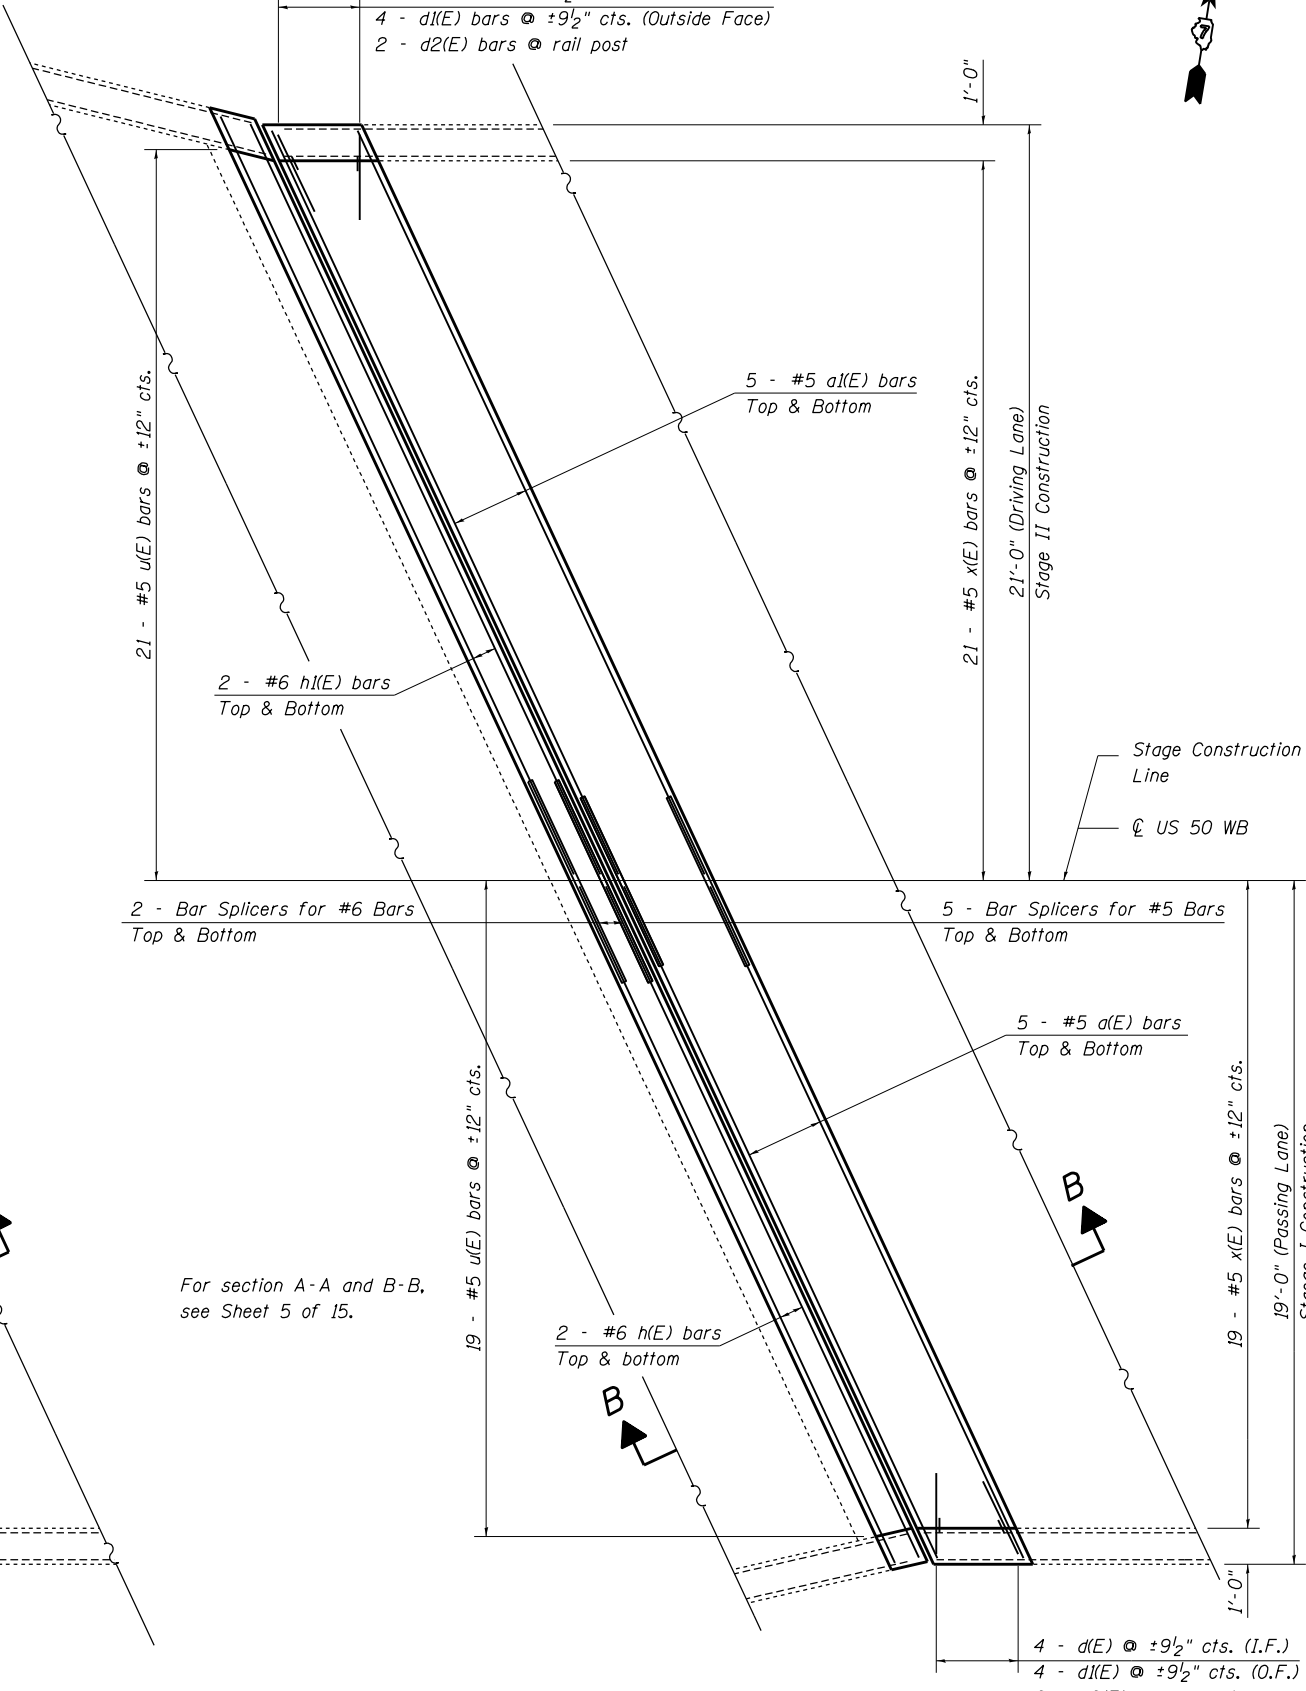 4 - d1(E) bars @ ±9½" cts. (Outside Face)
2 - d2(E) bars @ rail post
7
1'-0"
21 - #5 u(E) bars @ ±12" cts.
5 - #5 a1(E) bars
Top & Bottom
21 - #5 x(E) bars @ ±12" cts.
21'-0" (Driving Lane)
Stage II Construction
2 - #6 h1(E) bars
Top & Bottom
Stage Construction
Line
℄ US 50 WB
2 - Bar Splicers for #6 Bars
Top & Bottom
5 - Bar Splicers for #5 Bars
Top & Bottom
5 - #5 a(E) bars
Top & Bottom
19 - #5 u(E) bars @ ±12" cts.
19 - #5 x(E) bars @ ±12" cts.
19'-0" (Passing Lane)
B
For section A-A and B-B,
see Sheet 5 of 15.
2 - #6 h(E) bars
Top & bottom
B
1'-0"
4 - d(E) @ ±9½" cts. (I.F.)
4 - d1(E) @ ±9½" cts. (O.F.)